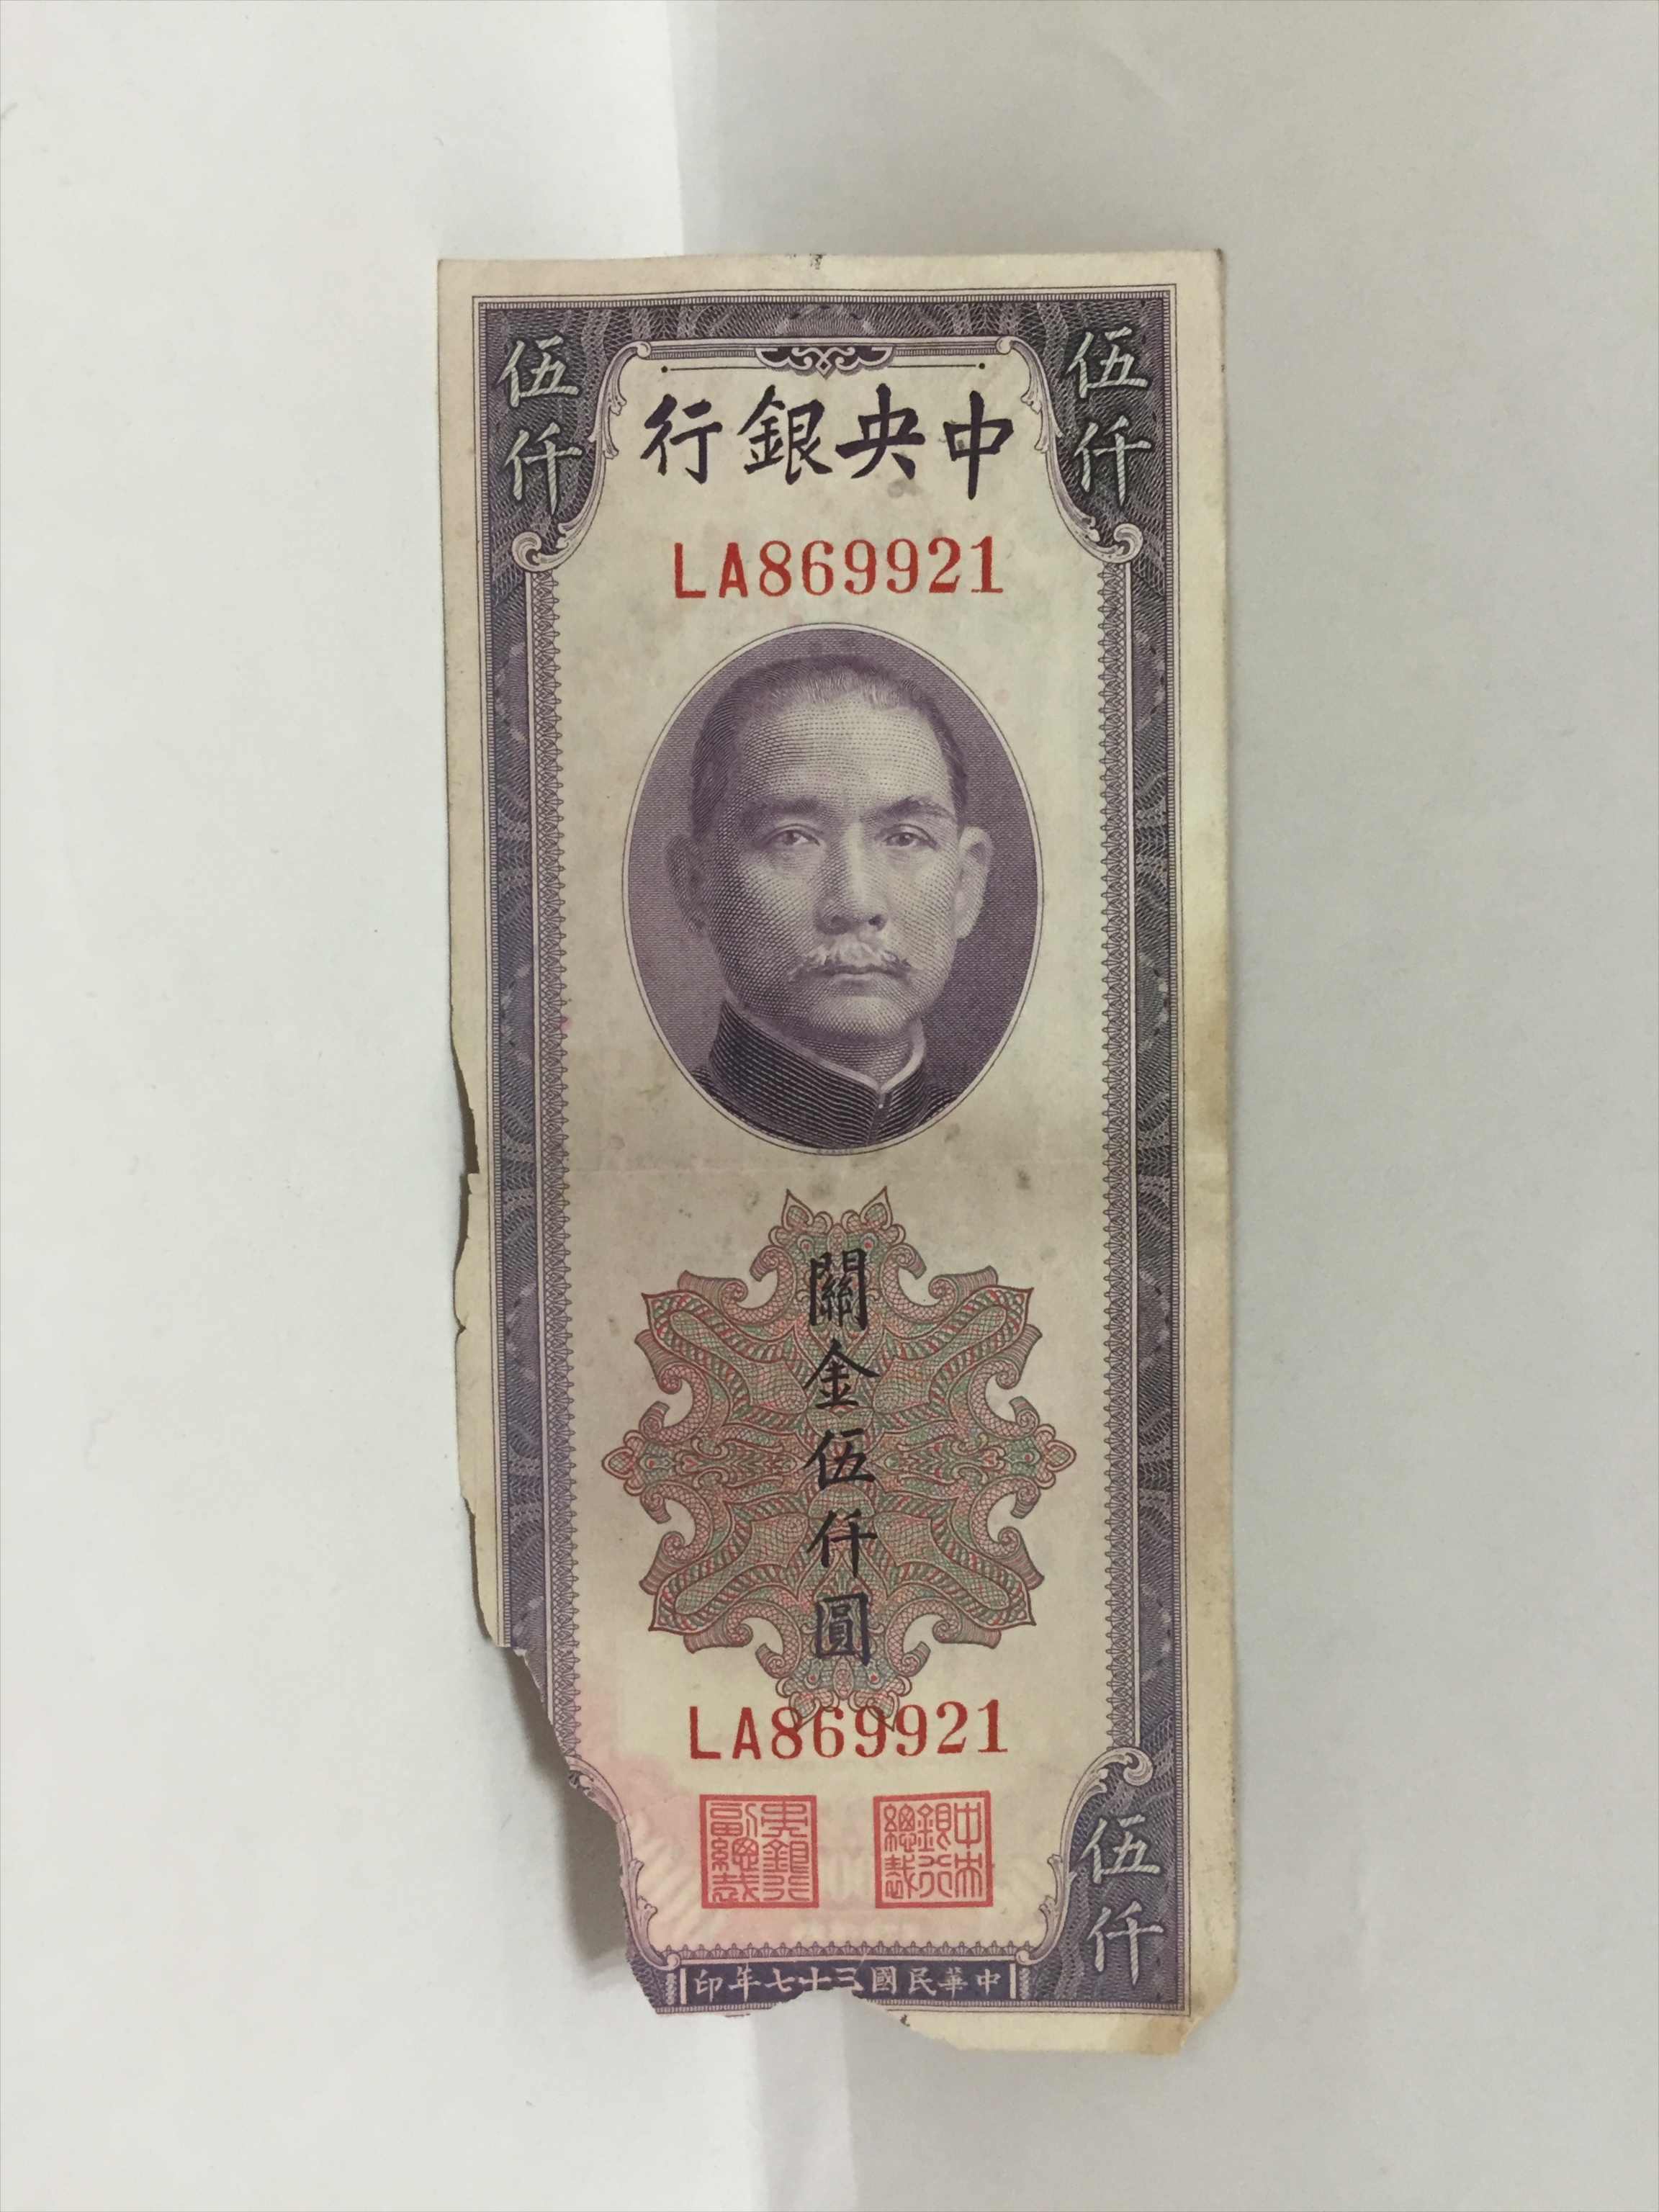 伍仟
伍仟
中央銀行
LA869921
關金伍仟圓
LA869921
中央銀行總裁
央銀行副總裁
伍仟
中華民國三十七年印